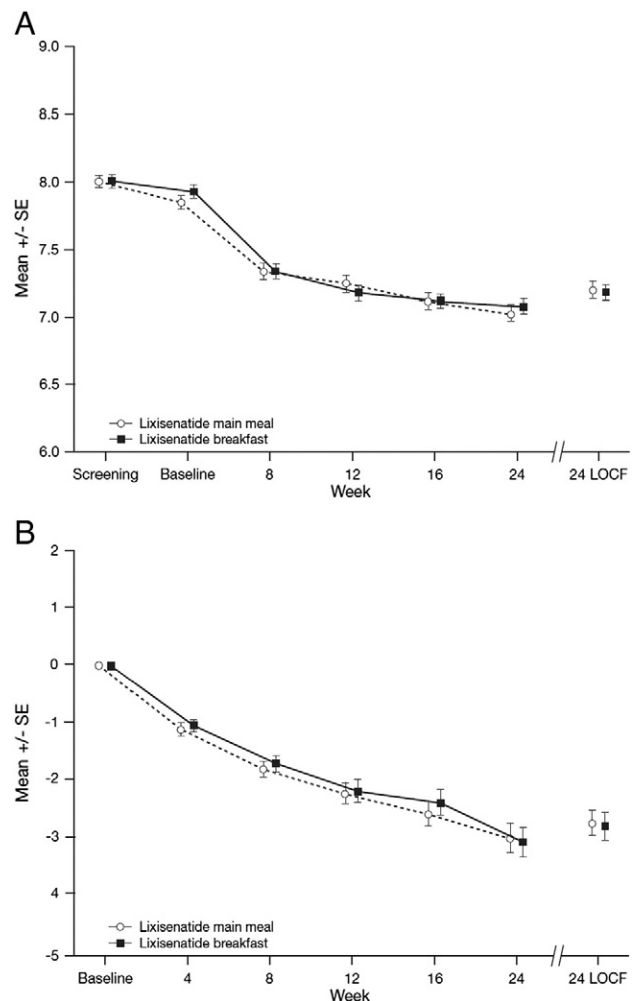 A
9.0
8.5
8.0
7.5
7.0
6.5
6.0
Mean +/- SE
Lixisenatide main meal
Lixisenatide breakfast
Screening Baseline 8 12 16 24 24 LOCF
Week
B
2
1
0
-1
-2
-3
4
-5
Mean +/- SE
Lixisenatide main meal
Lixisenatide breakfast
Baseline 4 8 12 16 24 24 LOCF
Week